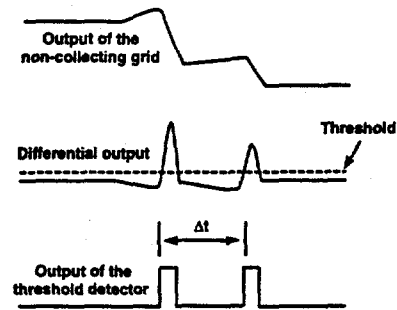 Output of the
non-collecting grid
Threshold
Differential output
Δt
Output of the
threshold detector